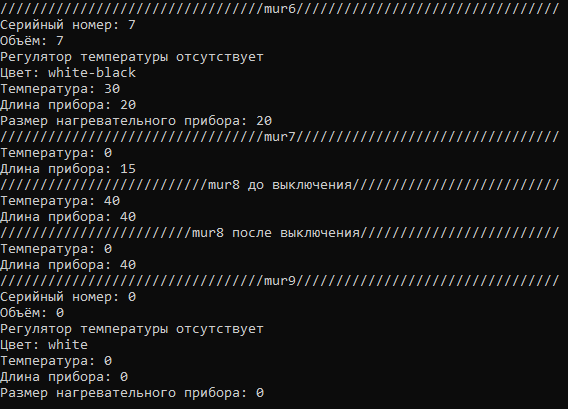 /////////////////////////////////mur6/////////////////////////////////
Серийный номер: 7
Объём: 7
Регулятор температуры отсутствует
Цвет: white-black
Температура: 30
Длина прибора: 20
Размер нагревательного прибора: 20
/////////////////////////////////mur7/////////////////////////////////
Температура: 0
Длина прибора: 15
//////////////////////////mur8 до выключения//////////////////////////
Температура: 40
Длина прибора: 40
////////////////////////mur8 после выключения/////////////////////////
Температура: 0
Длина прибора: 40
/////////////////////////////////mur9/////////////////////////////////
Серийный номер: 0
Объём: 0
Регулятор температуры отсутствует
Цвет: white
Температура: 0
Длина прибора: 0
Размер нагревательного прибора: 0